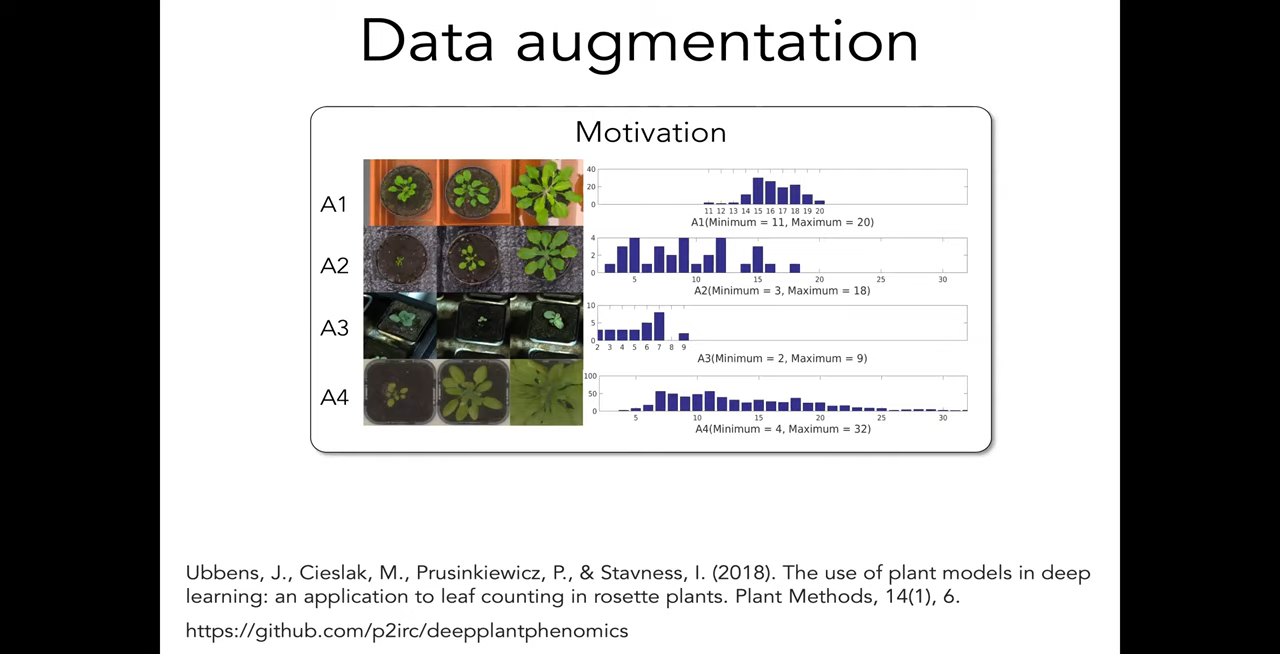 Data augmentation
Motivation
A1
40
20
0
11 12 13 14 15 16 17 18 19 20
A1(Minimum = 11, Maximum = 20)
A2
4
2
0
5 10 15 20 25 30
A2(Minimum = 3, Maximum = 18)
A3
10
5
0
2 3 4 5 6 7 8 9
A3(Minimum = 2, Maximum = 9)
A4
100
50
0
5 10 15 20 25 30
A4(Minimum = 4, Maximum = 32)
Ubbens, J., Cieslak, M., Prusinkiewicz, P., & Stavness, I. (2018). The use of plant models in deep
learning: an application to leaf counting in rosette plants. Plant Methods, 14(1), 6.
https://github.com/p2irc/deepplantphenomics